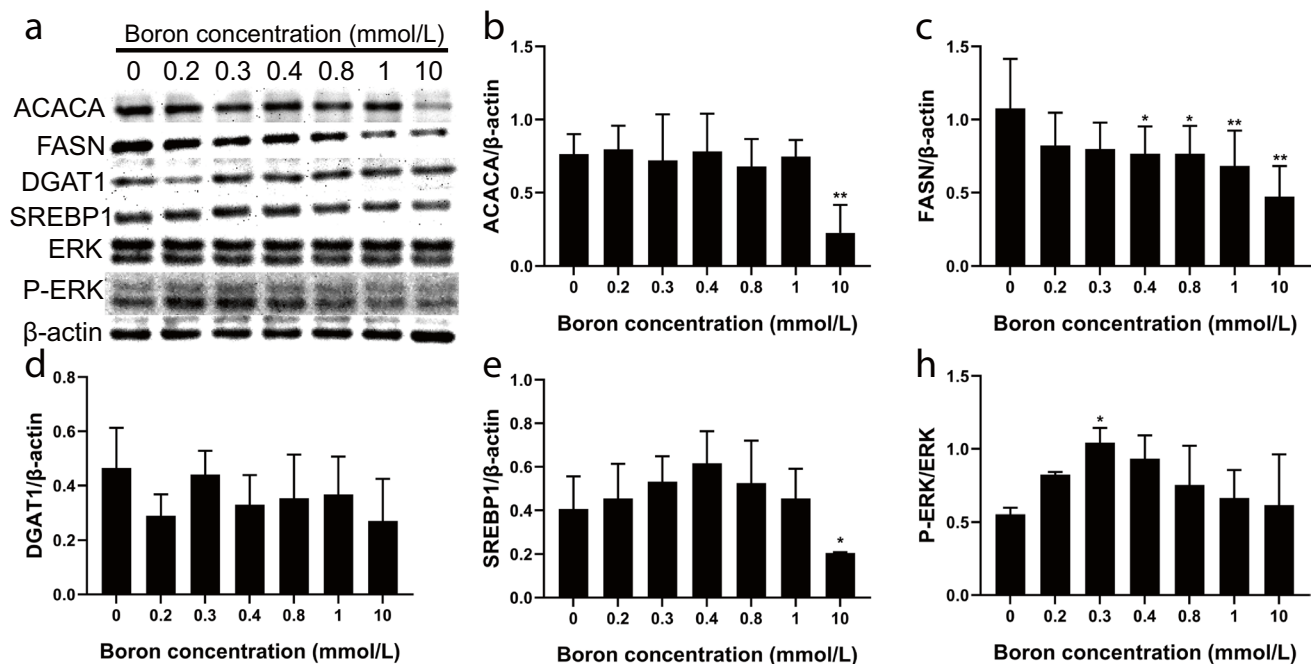 a
Boron concentration (mmol/L)
0 0.2 0.3 0.4 0.8 1 10
ACACA
FASN
DGAT1
SREBP1
ERK
P-ERK
β-actin
b
ACACA/β-actin
1.5
1.0
0.5
0.0
**
0 0.2 0.3 0.4 0.8 1 10
Boron concentration (mmol/L)
c
FASN/β-actin
1.5
1.0
0.5
0.0
* * ** **
0 0.2 0.3 0.4 0.8 1 10
Boron concentration (mmol/L)
d
DGAT1/β-actin
0.8
0.6
0.4
0.2
0.0
0 0.2 0.3 0.4 0.8 1 10
Boron concentration (mmol/L)
e
SREBP1/β-actin
1.0
0.8
0.6
0.4
0.2
0.0
*
0 0.2 0.3 0.4 0.8 1 10
Boron concentration (mmol/L)
h
P-ERK/ERK
1.5
1.0
0.5
0.0
*
0 0.2 0.3 0.4 0.8 1 10
Boron concentration (mmol/L)